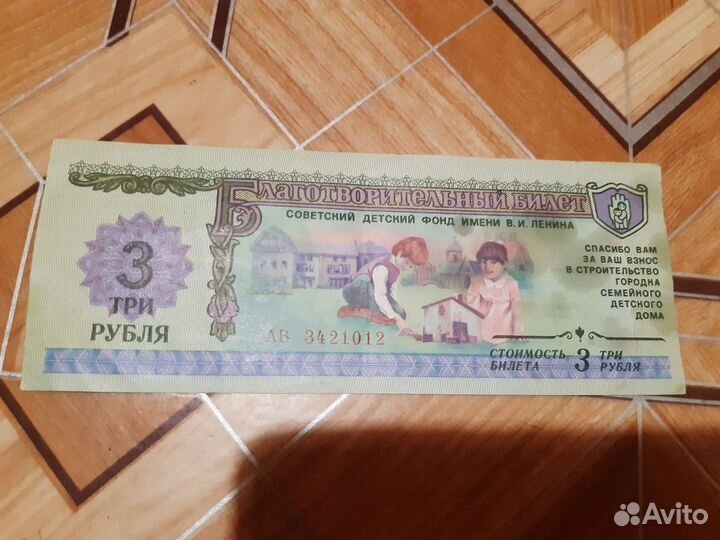 Благотворительный билет
СОВЕТСКИЙ ДЕТСКИЙ ФОНД ИМЕНИ В.И. ЛЕНИНА
3
ТРИ
РУБЛЯ
АВ 3421012
СПАСИБО ВАМ
ЗА ВАШ ВЗНОС
В СТРОИТЕЛЬСТВО
ГОРОДКА
СЕМЕЙНОГО
ДЕТСКОГО
ДОМА
СТОИМОСТЬ 3 ТРИ
БИЛЕТА РУБЛЯ
Avito